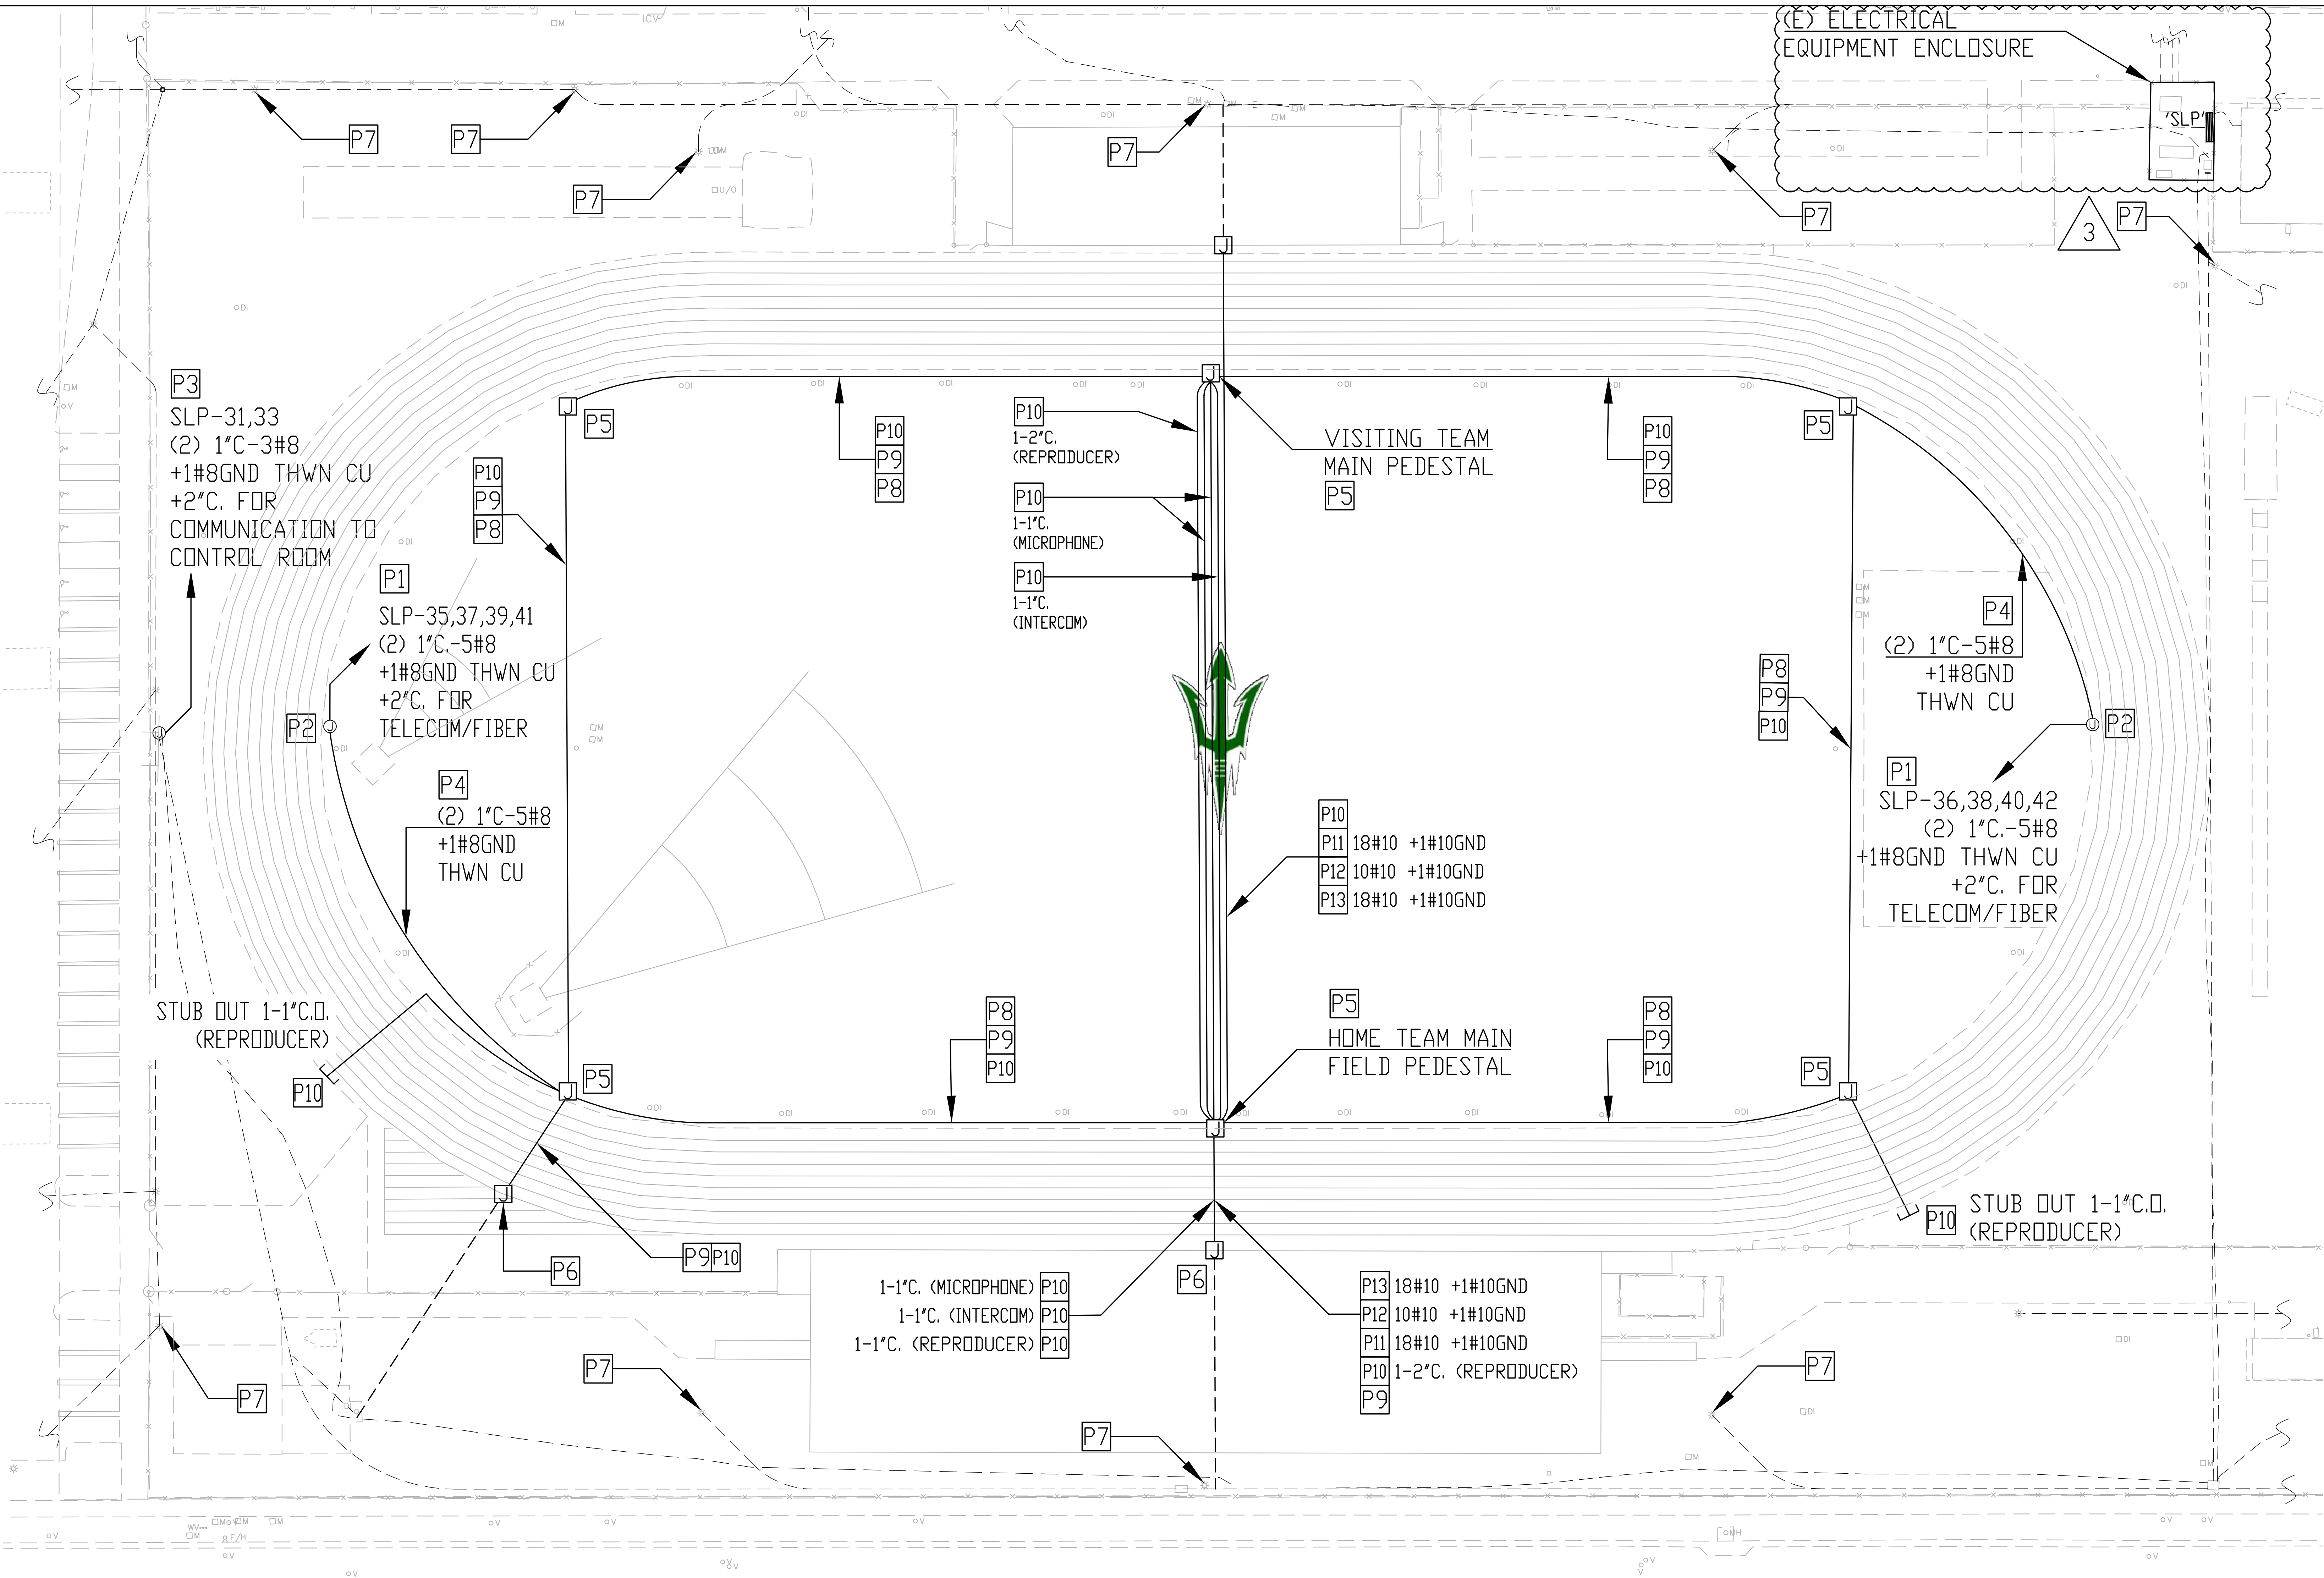 (E) ELECTRICAL
EQUIPMENT ENCLOSURE
'SLP'
3
P7
P7
P7
P7
P7
P7
P7
ICV
M
U/O
DI
E
P3
SLP-31,33
(2) 1"C-3#8
+1#8GND THWN CU
+2"C. FOR
COMMUNICATION TO
CONTROL ROOM
J
P5
P10
P9
P8
P10
P9
P8
J
J
P10
1-2"C.
(REPRODUCER)
P10
1-1"C.
(MICROPHONE)
P10
1-1"C.
(INTERCOM)
VISITING TEAM
MAIN PEDESTAL
P5
P10
P9
P8
J
P5
P1
SLP-35,37,39,41
(2) 1"C.-5#8
+1#8GND THWN CU
+2"C. FOR
TELECOM/FIBER
P2
J
J
P4
(2) 1"C-5#8
+1#8GND
THWN CU
P4
(2) 1"C-5#8
+1#8GND
THWN CU
P8
P9
P10
J
P2
P1
SLP-36,38,40,42
(2) 1"C.-5#8
+1#8GND THWN CU
+2"C. FOR
TELECOM/FIBER
P10
P11 18#10 +1#10GND
P12 10#10 +1#10GND
P13 18#10 +1#10GND
STUB OUT 1-1"C.O.
(REPRODUCER)
P10
J
P5
P8
P9
P10
P5
HOME TEAM MAIN
FIELD PEDESTAL
J
P8
P9
P10
P5
J
P10
STUB OUT 1-1"C.O.
(REPRODUCER)
J
P6
P9 P10
J
P6
1-1"C. (MICROPHONE) P10
1-1"C. (INTERCOM) P10
1-1"C. (REPRODUCER) P10
P13 18#10 +1#10GND
P12 10#10 +1#10GND
P11 18#10 +1#10GND
P10 1-2"C. (REPRODUCER)
P9
P7
P7
P7
P7
F/H
MH
V